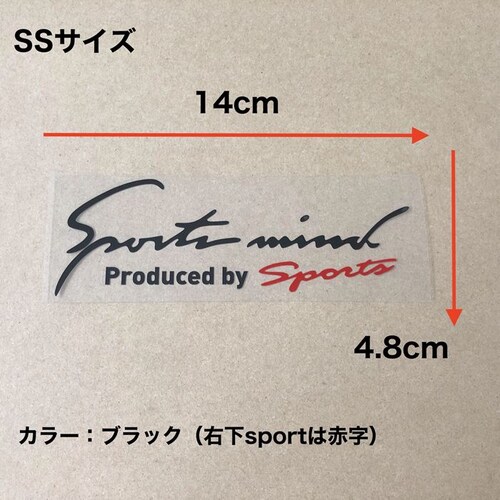 SSサイズ
14cm
Sports mind
Produced by Sports
4.8cm
カラー：ブラック（右下sportは赤字）